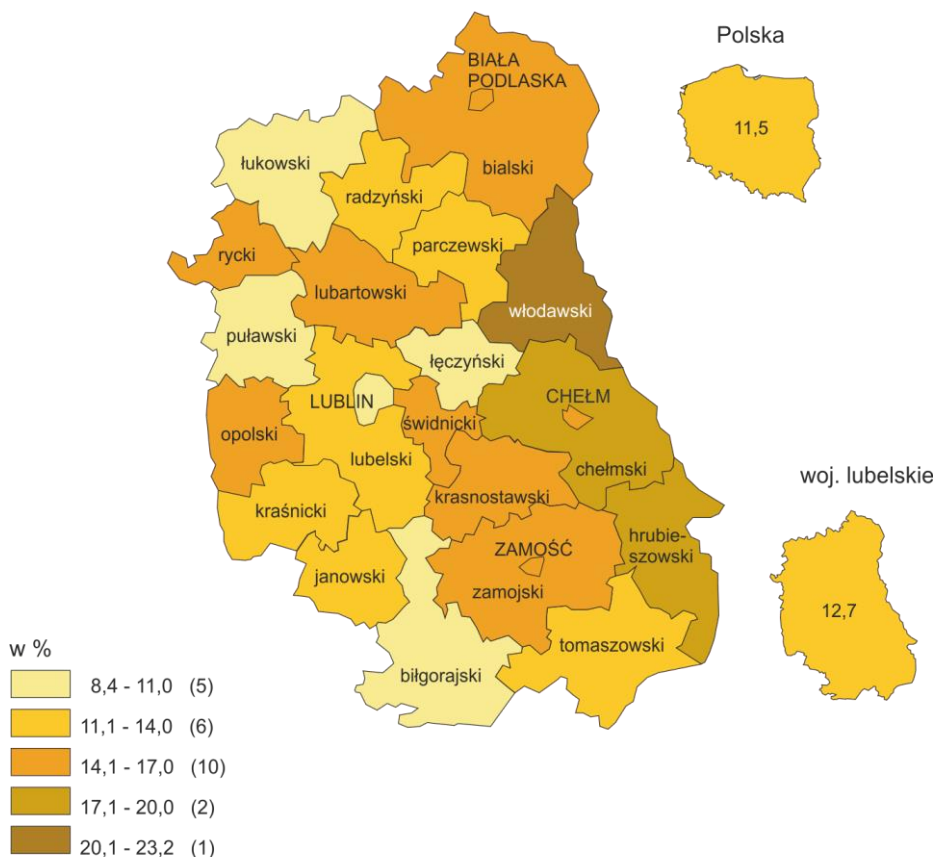 Polska
11,5
BIAŁA
PODLASKA
bialski
łukowski
radzyński
parczewski
rycki
lubartowski
włodawski
puławski
łęczyński
LUBLIN
CHEŁM
opolski
świdnicki
lubelski
chełmski
kraśnicki
krasnostawski
hrubie-
szowski
janowski
ZAMOŚĆ
zamojski
tomaszowski
biłgorajski
woj. lubelskie
12,7
w %
8,4 - 11,0 (5)
11,1 - 14,0 (6)
14,1 - 17,0 (10)
17,1 - 20,0 (2)
20,1 - 23,2 (1)